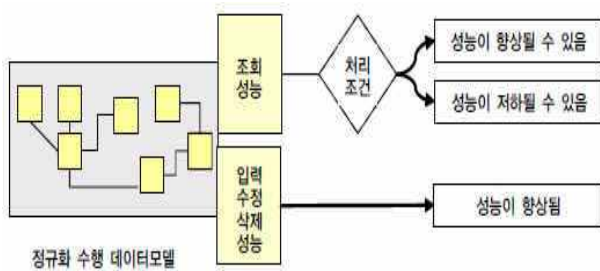 조회
성능
처리
조건
성능이 향상될 수 있음
성능이 저하될 수 있음
입력
수정
삭제
성능
성능이 향상됨
정규화 수행 데이터모델